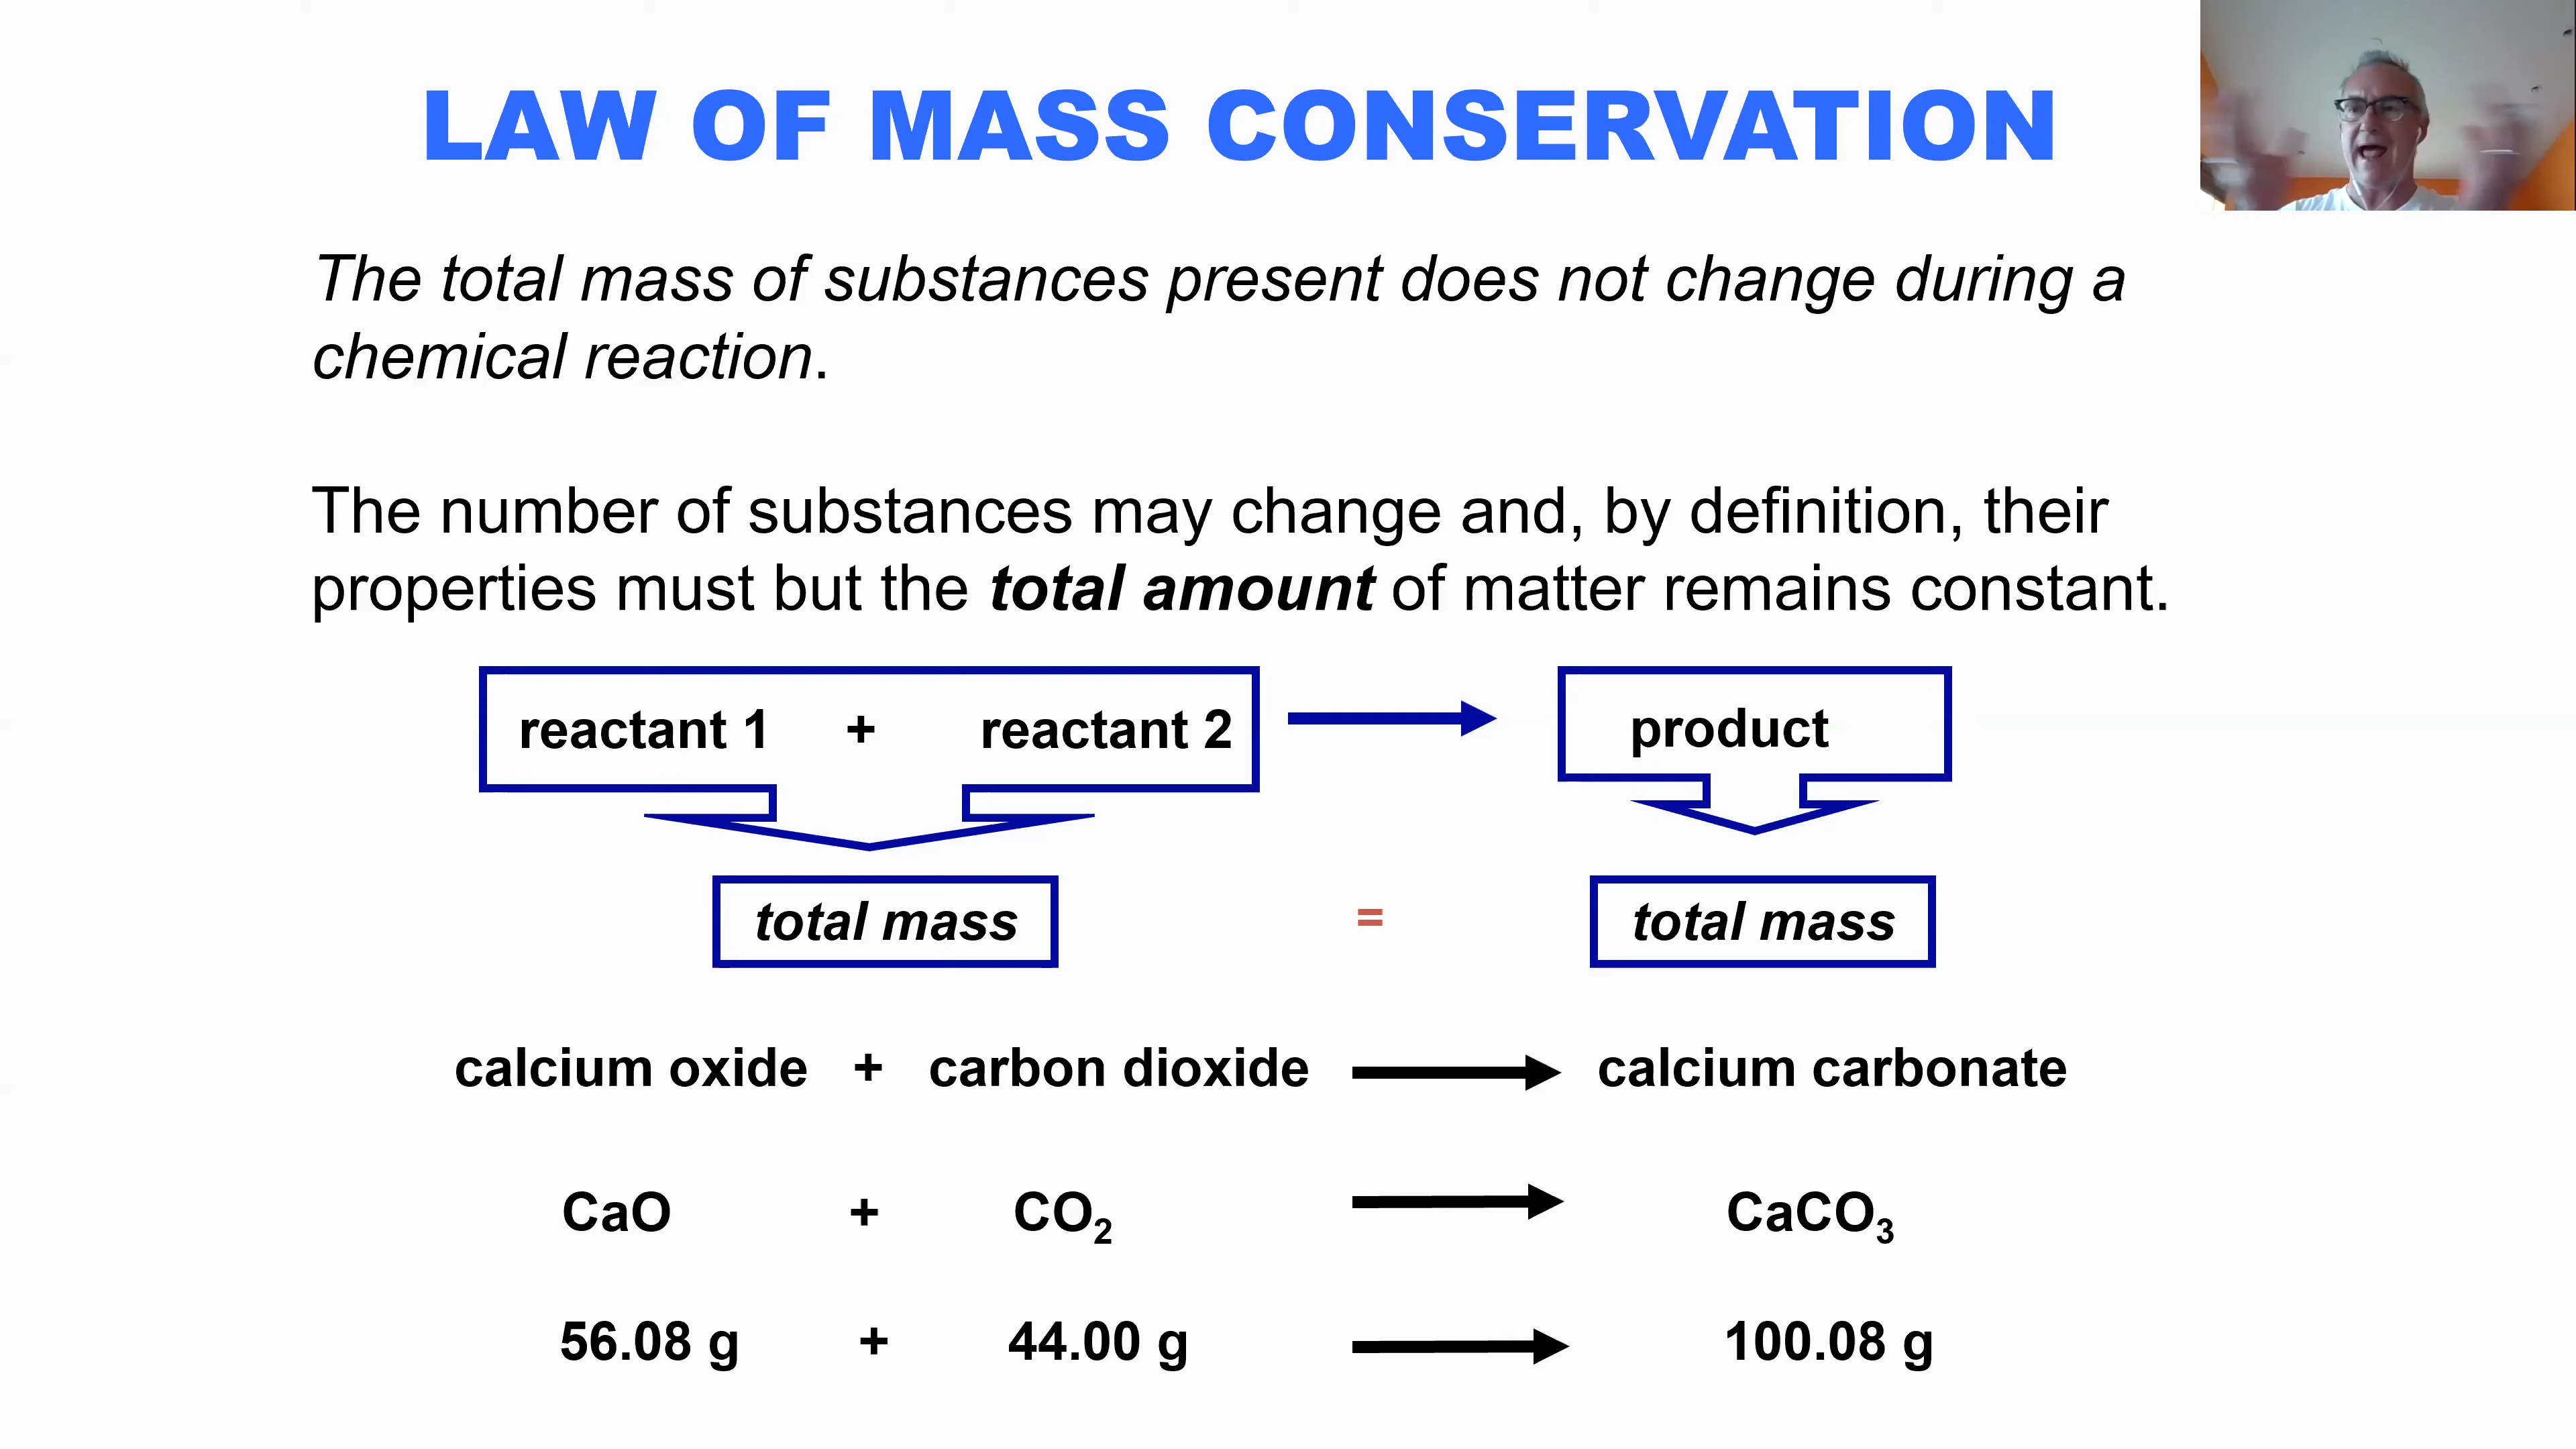 LAW OF MASS CONSERVATION
The total mass of substances present does not change during a
chemical reaction.
The number of substances may change and, by definition, their
properties must but the total amount of matter remains constant.
reactant 1 + reactant 2 product
total mass = total mass
calcium oxide + carbon dioxide calcium carbonate
CaO + CO₂ CaCO₃
56.08 g + 44.00 g 100.08 g